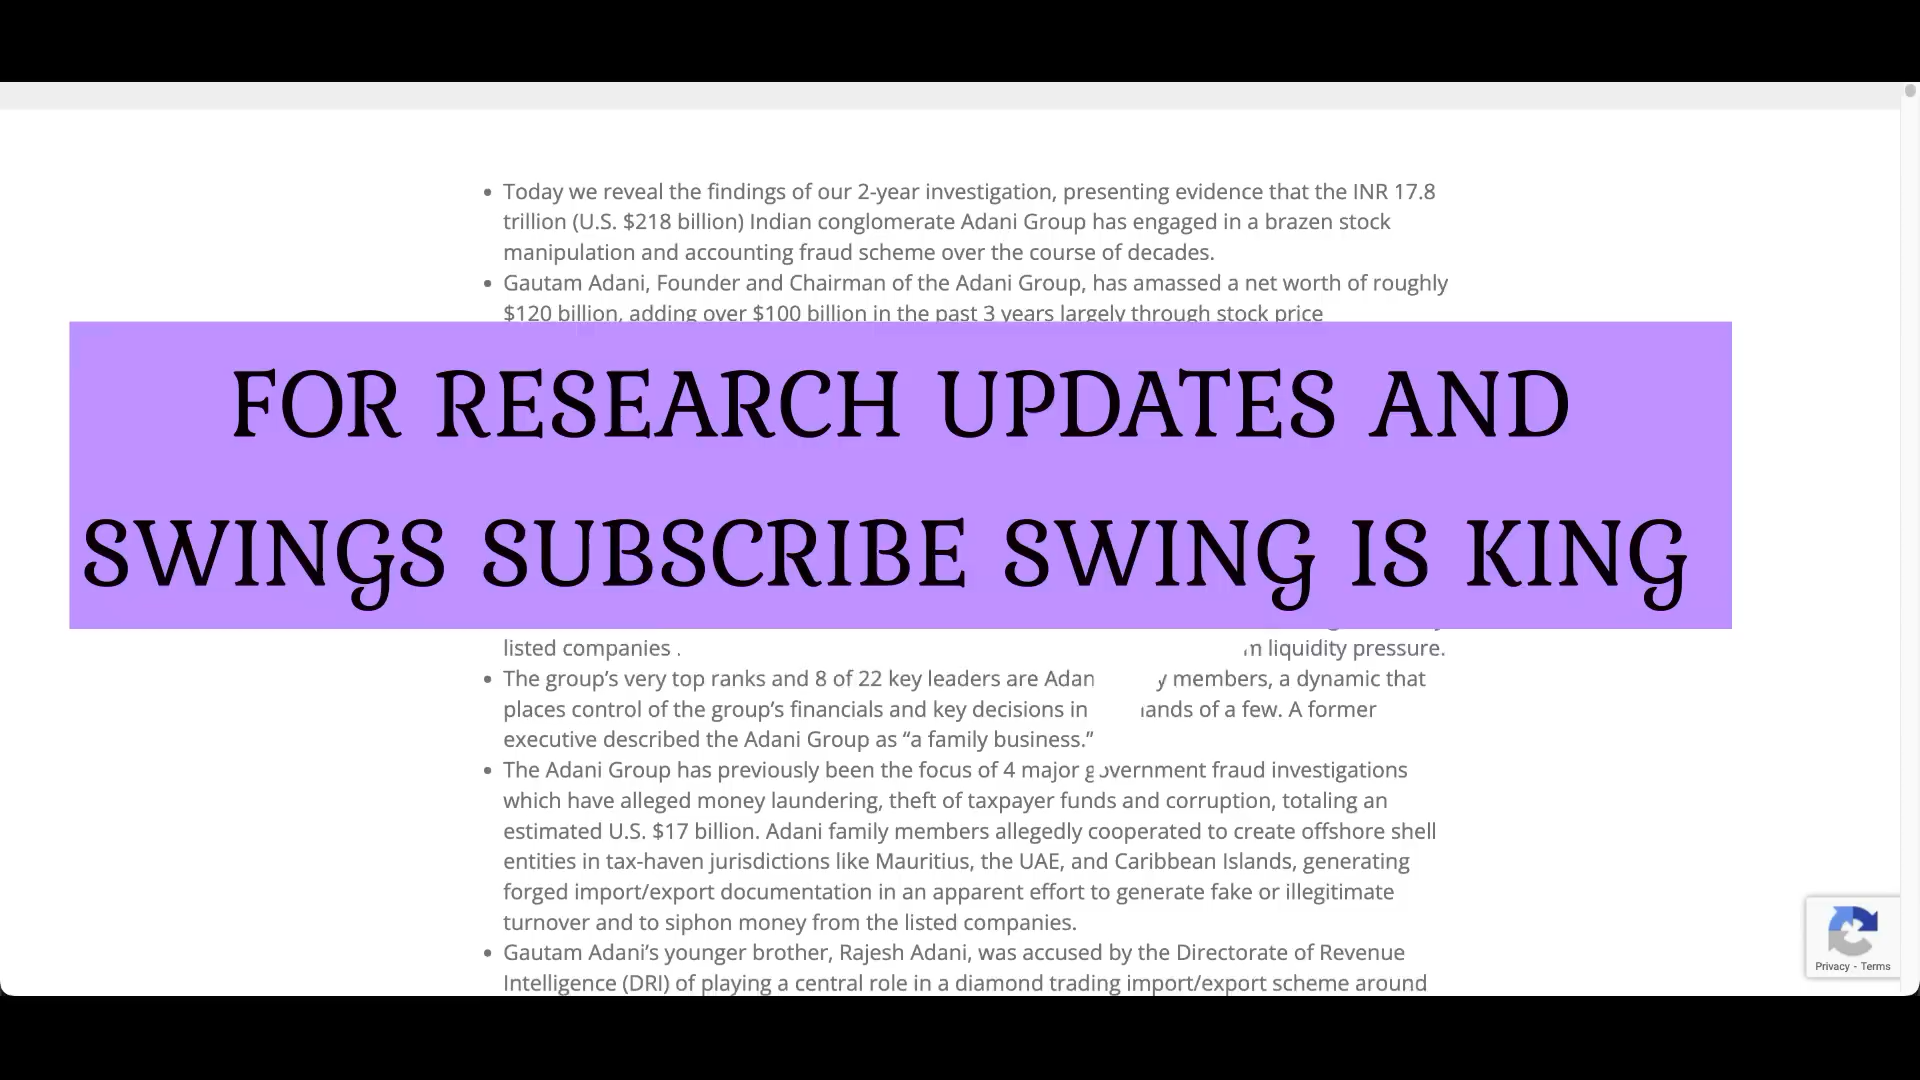 Today we reveal the findings of our 2-year investigation, presenting evidence that the INR 17.8
trillion (U.S. $218 billion) Indian conglomerate Adani Group has engaged in a brazen stock
manipulation and accounting fraud scheme over the course of decades.
Gautam Adani, Founder and Chairman of the Adani Group, has amassed a net worth of roughly
$120 billion, adding over $100 billion in the past 3 years largely through stock price
FOR RESEARCH UPDATES AND
SWINGS SUBSCRIBE SWING IS KING
listed companies liquidity pressure.
The group’s very top ranks and 8 of 22 key leaders are members, a dynamic that
places control of the group’s financials and key decisions in of a few. A former
executive described the Adani Group as “a family business.”
The Adani Group has previously been the focus of 4 major government fraud investigations
which have alleged money laundering, theft of taxpayer funds and corruption, totaling an
estimated U.S. $17 billion. Adani family members allegedly cooperated to create offshore shell
entities in tax-haven jurisdictions like Mauritius, the UAE, and Caribbean Islands, generating
forged import/export documentation in an apparent effort to generate fake or illegitimate
turnover and to siphon money from the listed companies.
Gautam Adani’s younger brother, Rajesh Adani, was accused by the Directorate of Revenue
Intelligence (DRI) of playing a central role in a diamond trading import/export scheme around
Privacy - Terms